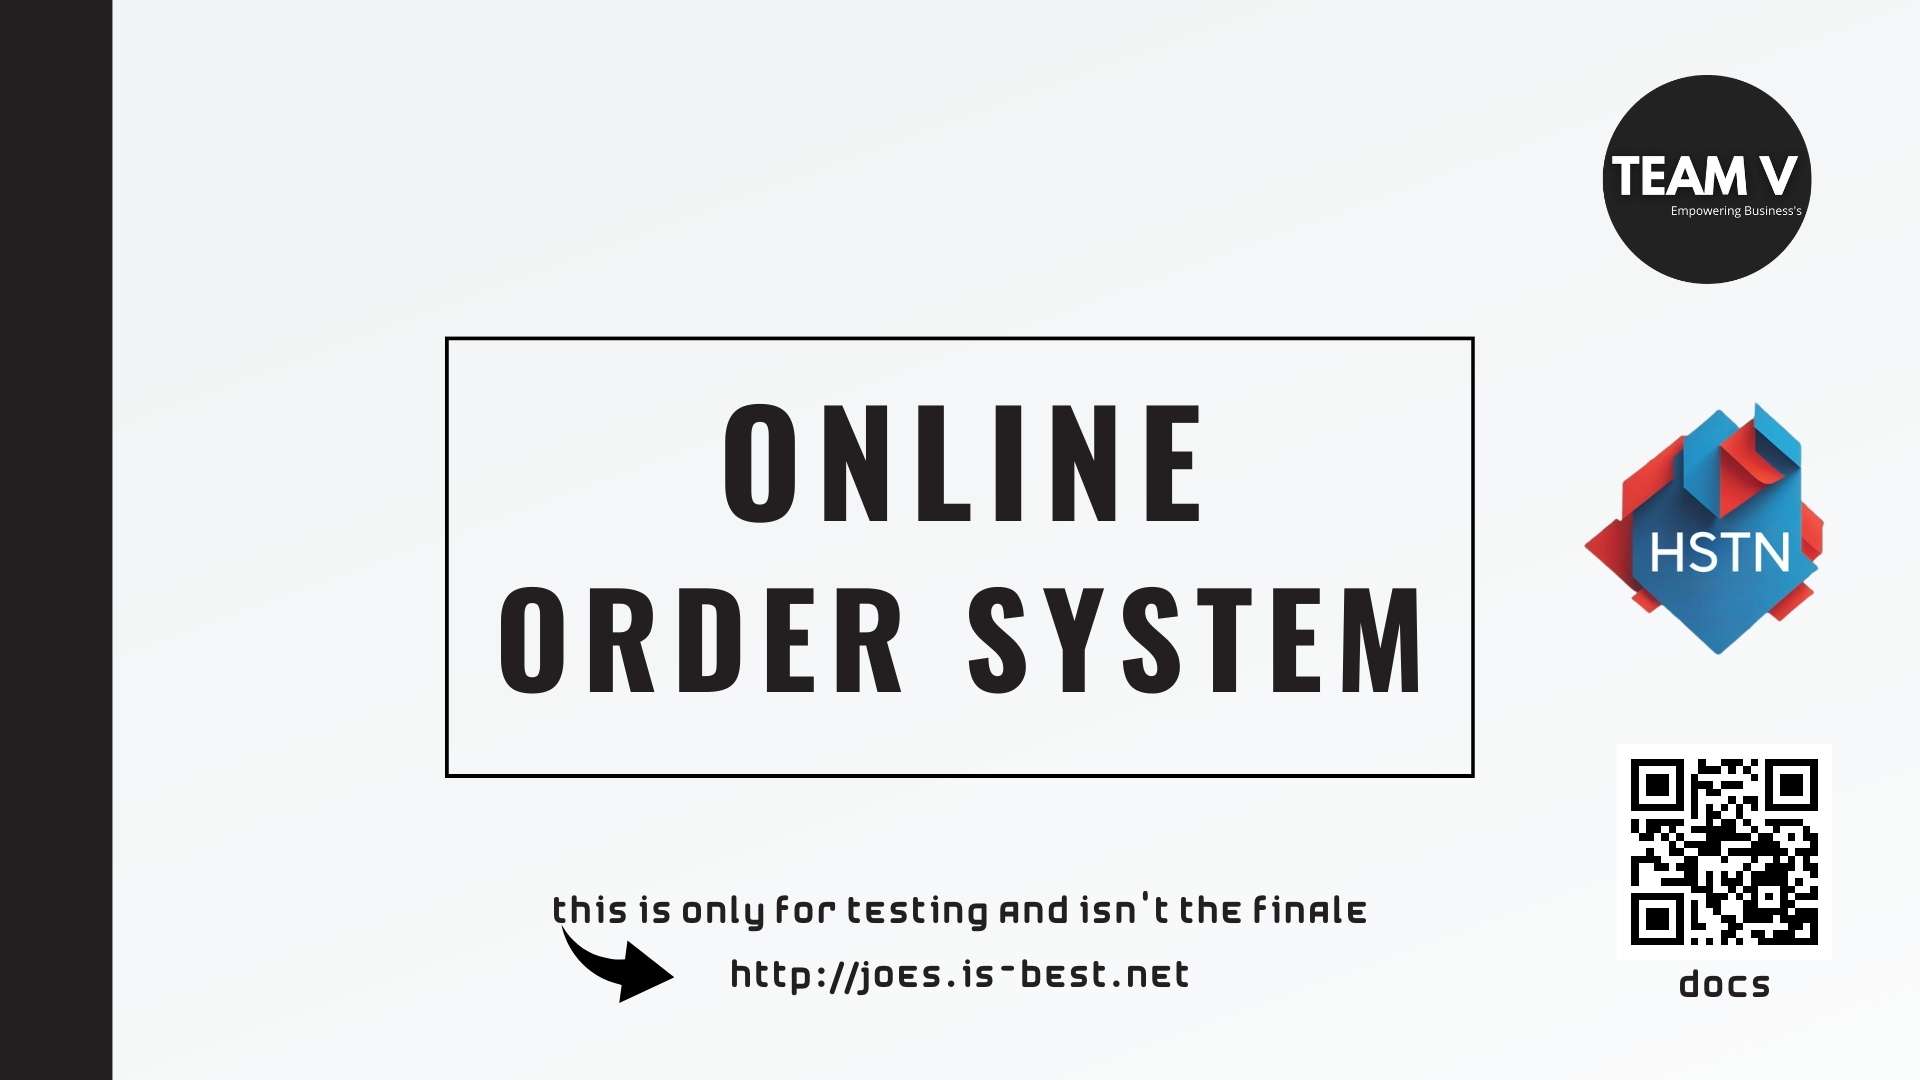 TEAM V
Empowering Business's
ONLINE
ORDER SYSTEM
HSTN
this is only for testing and isn't the finale
http://joes.is-best.net
docs